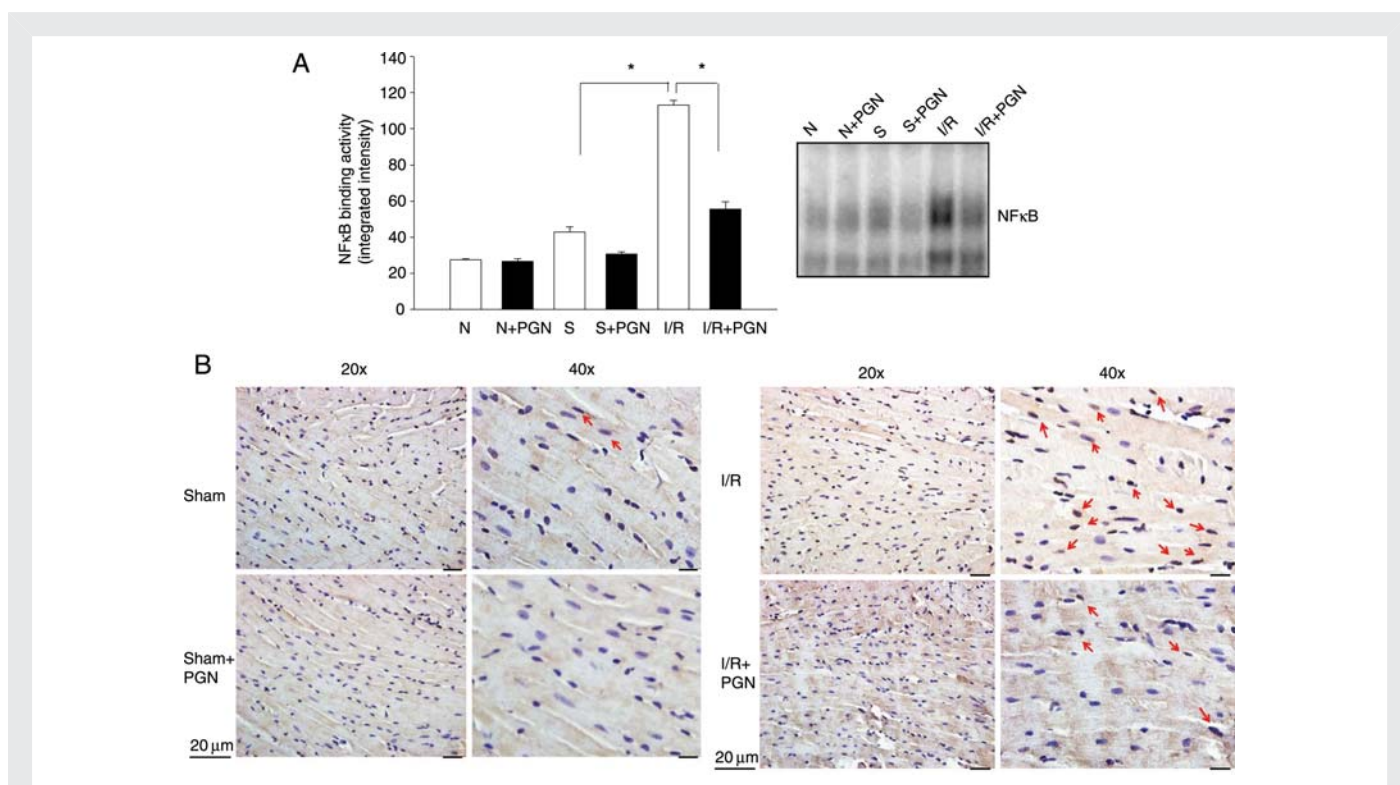 A
NFκB binding activity
(integrated intensity)
140
120
100
80
60
40
20
0
* *
N N+PGN S S+PGN I/R I/R+PGN
N N+PGN S S+PGN I/R I/R+PGN
NFκB
B
20x 40x 20x 40x
Sham I/R
Sham+
PGN
I/R+
PGN
20 μm 20 μm